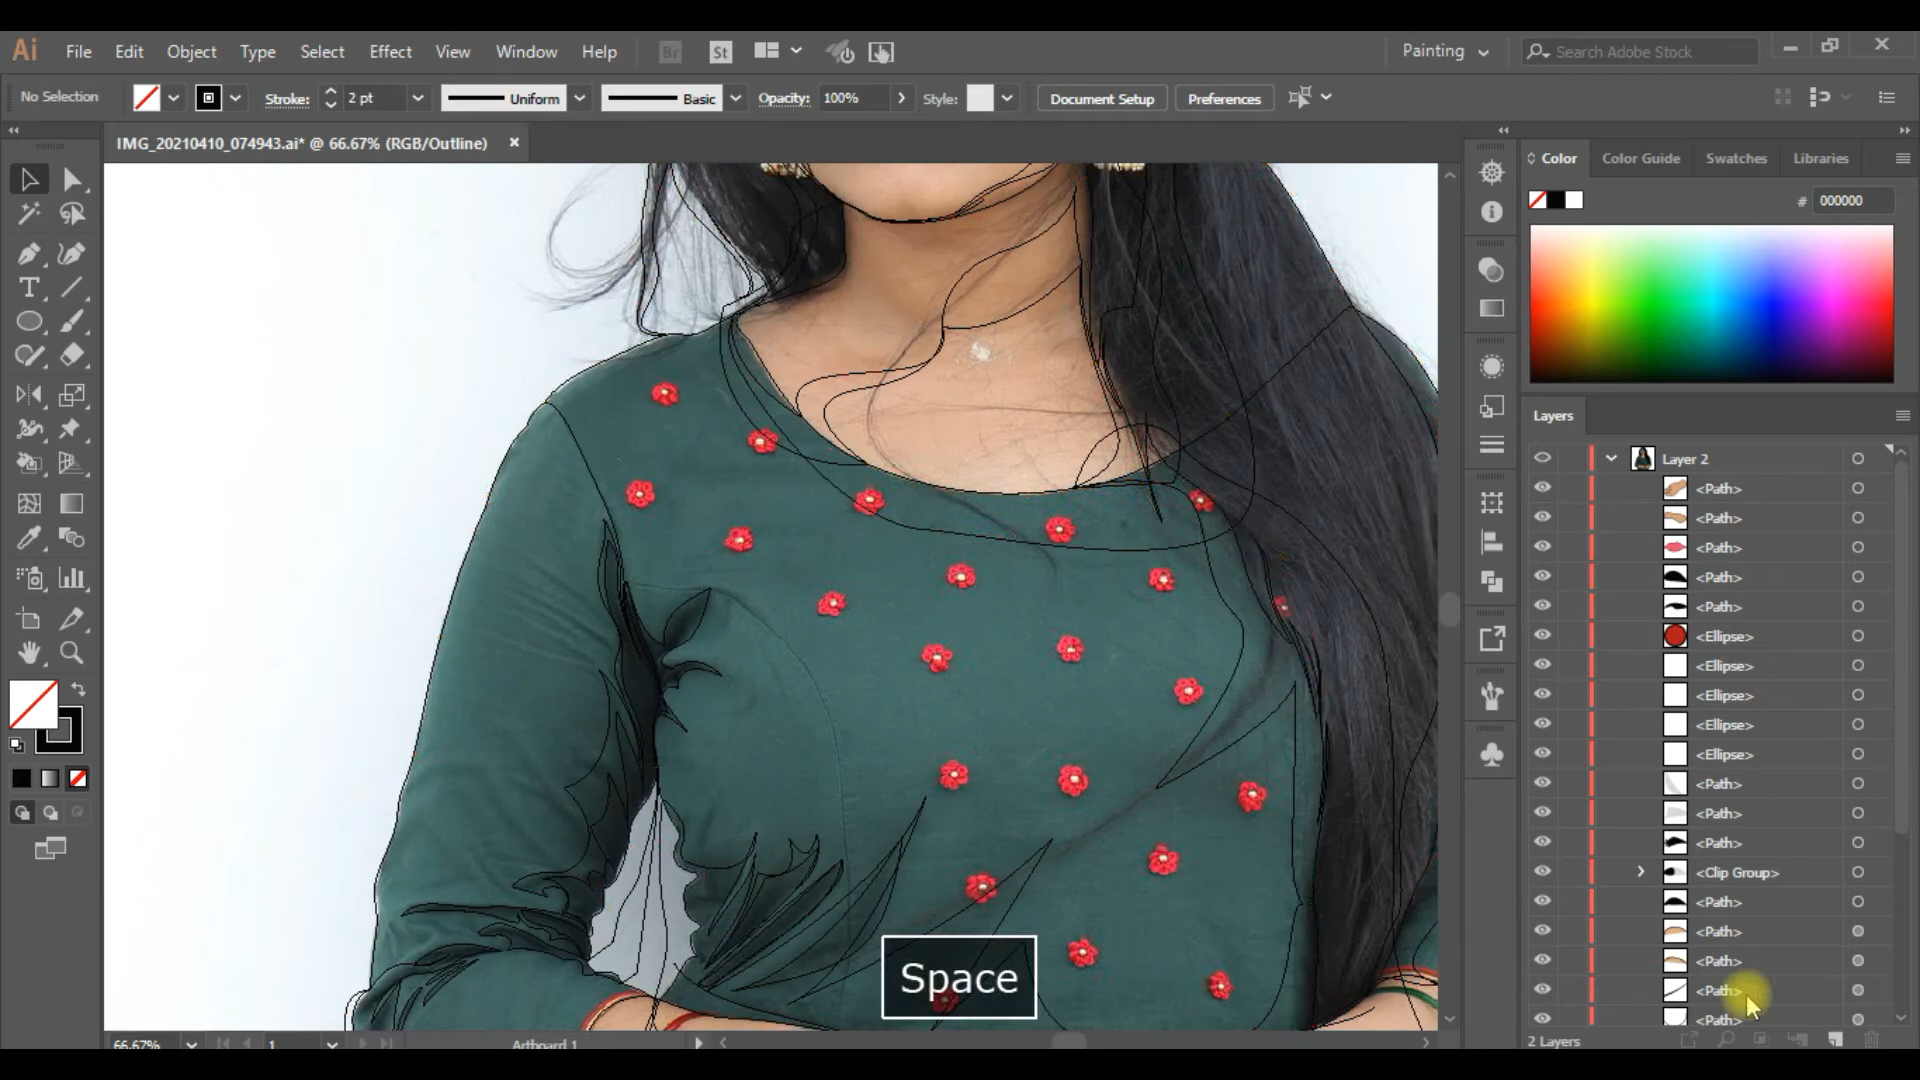 Ai File Edit Object Type Select Effect View Window Help Br St Painting Search Adobe Stock
No Selection Stroke: 2 pt Uniform Basic Opacity: 100% Style: Document Setup Preferences
IMG_20210410_074943.ai* @ 66.67% (RGB/Outline)
Color Color Guide Swatches Libraries
# 000000
Layers
Layer 2
<Path>
<Path>
<Path>
<Path>
<Path>
<Ellipse>
<Ellipse>
<Ellipse>
<Ellipse>
<Ellipse>
<Path>
<Path>
<Path>
<Clip Group>
<Path>
<Path>
<Path>
<Path>
<Path>
Space
66.67% 1 Artboard 1
2 Layers